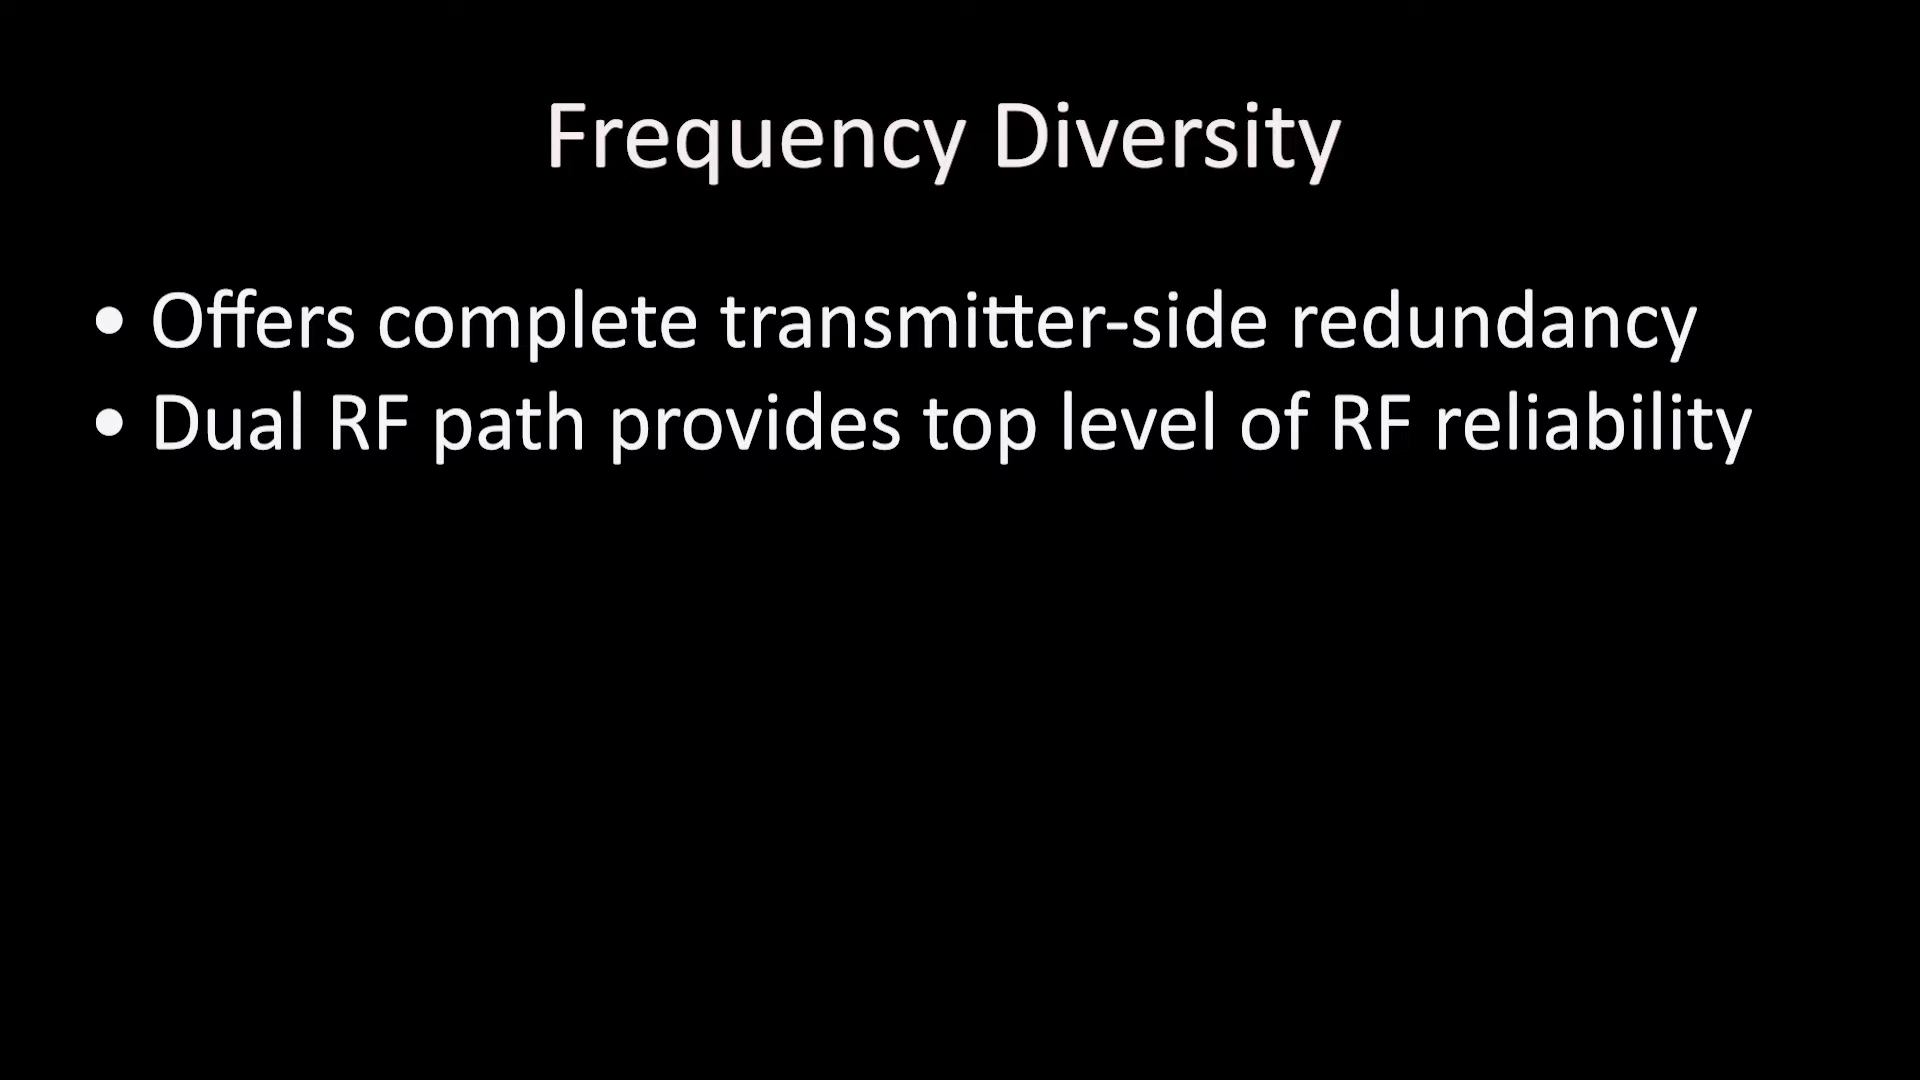 Frequency Diversity
• Offers complete transmitter-side redundancy
• Dual RF path provides top level of RF reliability